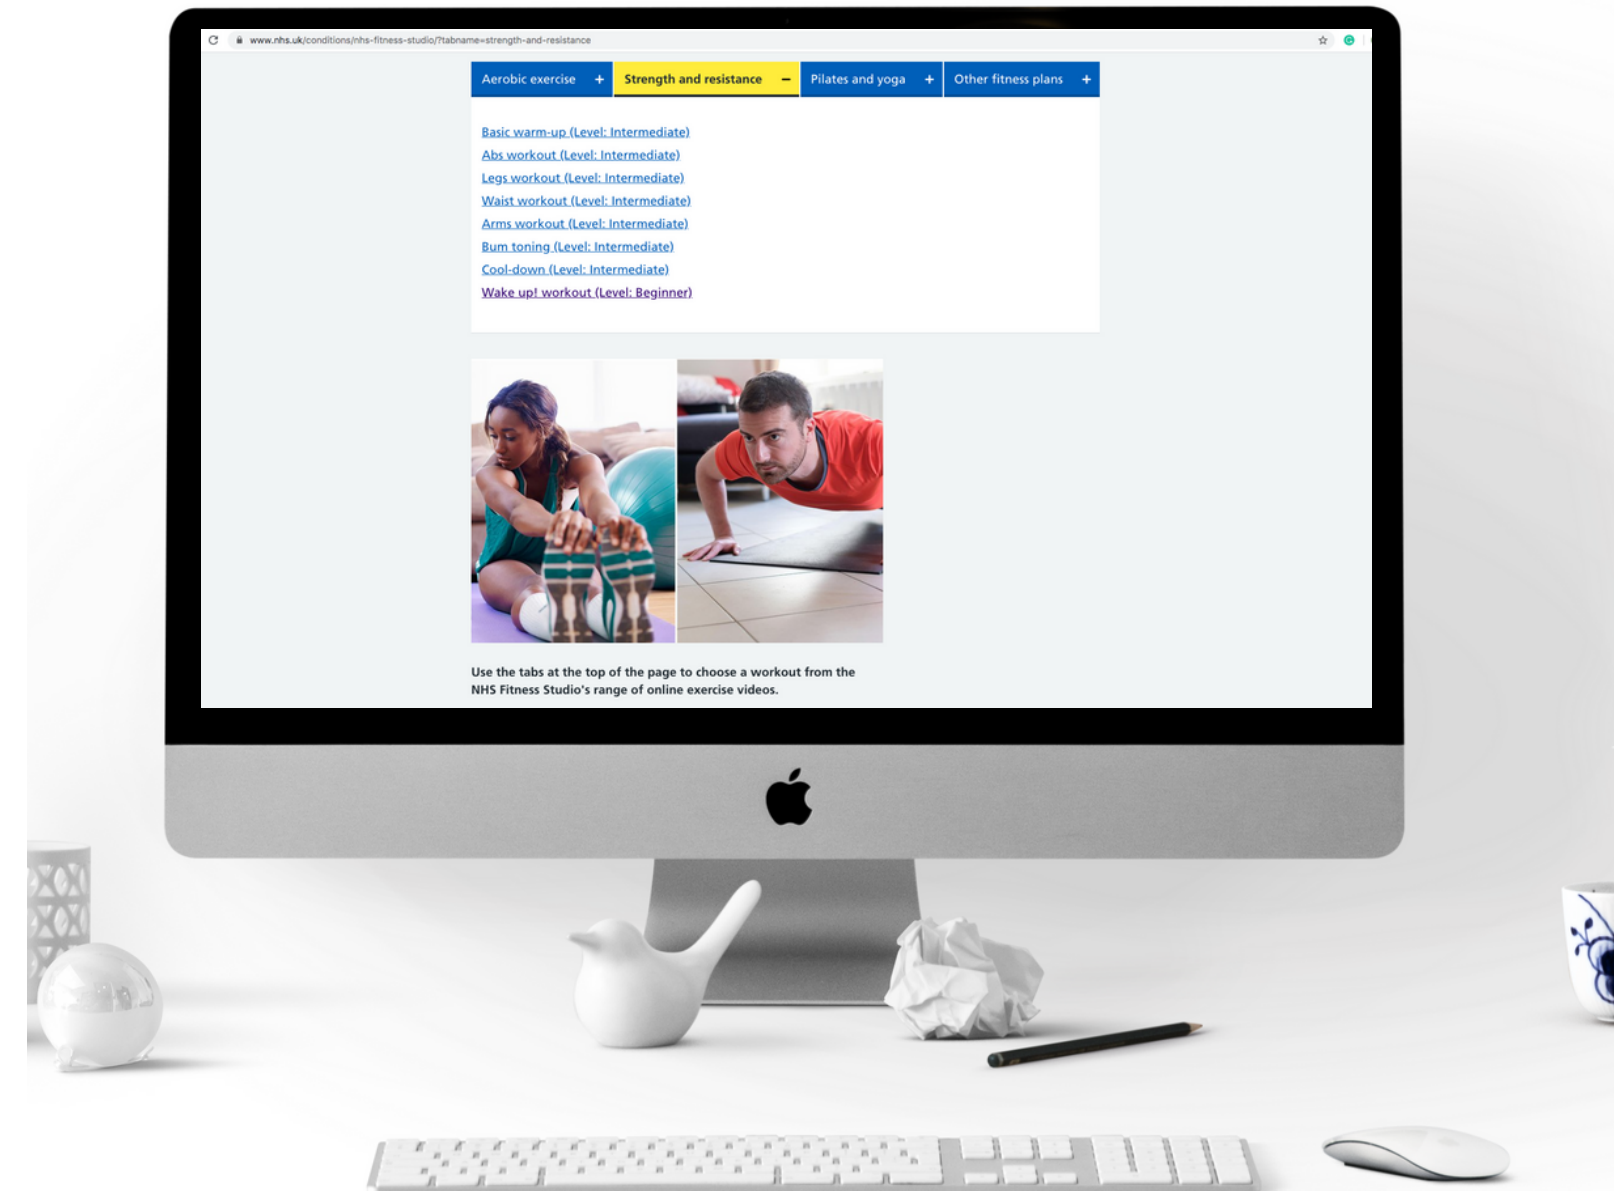 www.nhs.uk/conditions/nhs-fitness-studio/?tabname=strength-and-resistance
Aerobic exercise + Strength and resistance − Pilates and yoga + Other fitness plans +
Basic warm-up (Level: Intermediate)
Abs workout (Level: Intermediate)
Legs workout (Level: Intermediate)
Waist workout (Level: Intermediate)
Arms workout (Level: Intermediate)
Bum toning (Level: Intermediate)
Cool-down (Level: Intermediate)
Wake up! workout (Level: Beginner)
Use the tabs at the top of the page to choose a workout from the
NHS Fitness Studio's range of online exercise videos.